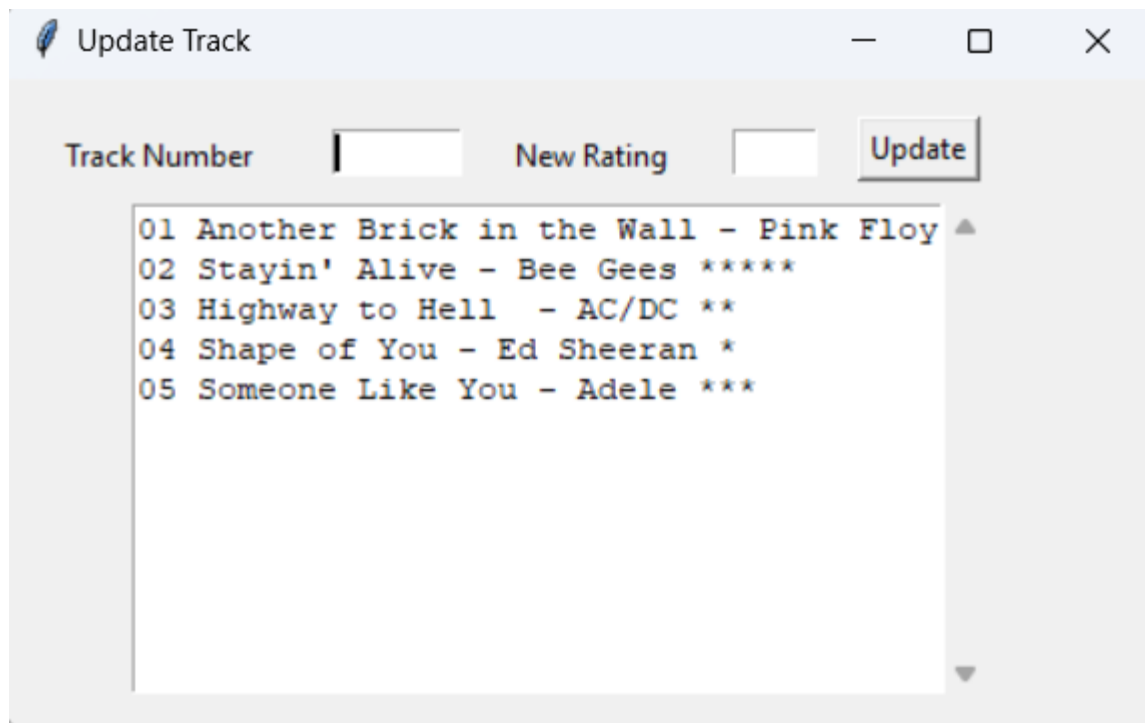 Update Track
Track Number New Rating Update
01 Another Brick in the Wall - Pink Floy
02 Stayin' Alive - Bee Gees *****
03 Highway to Hell  - AC/DC **
04 Shape of You - Ed Sheeran *
05 Someone Like You - Adele ***